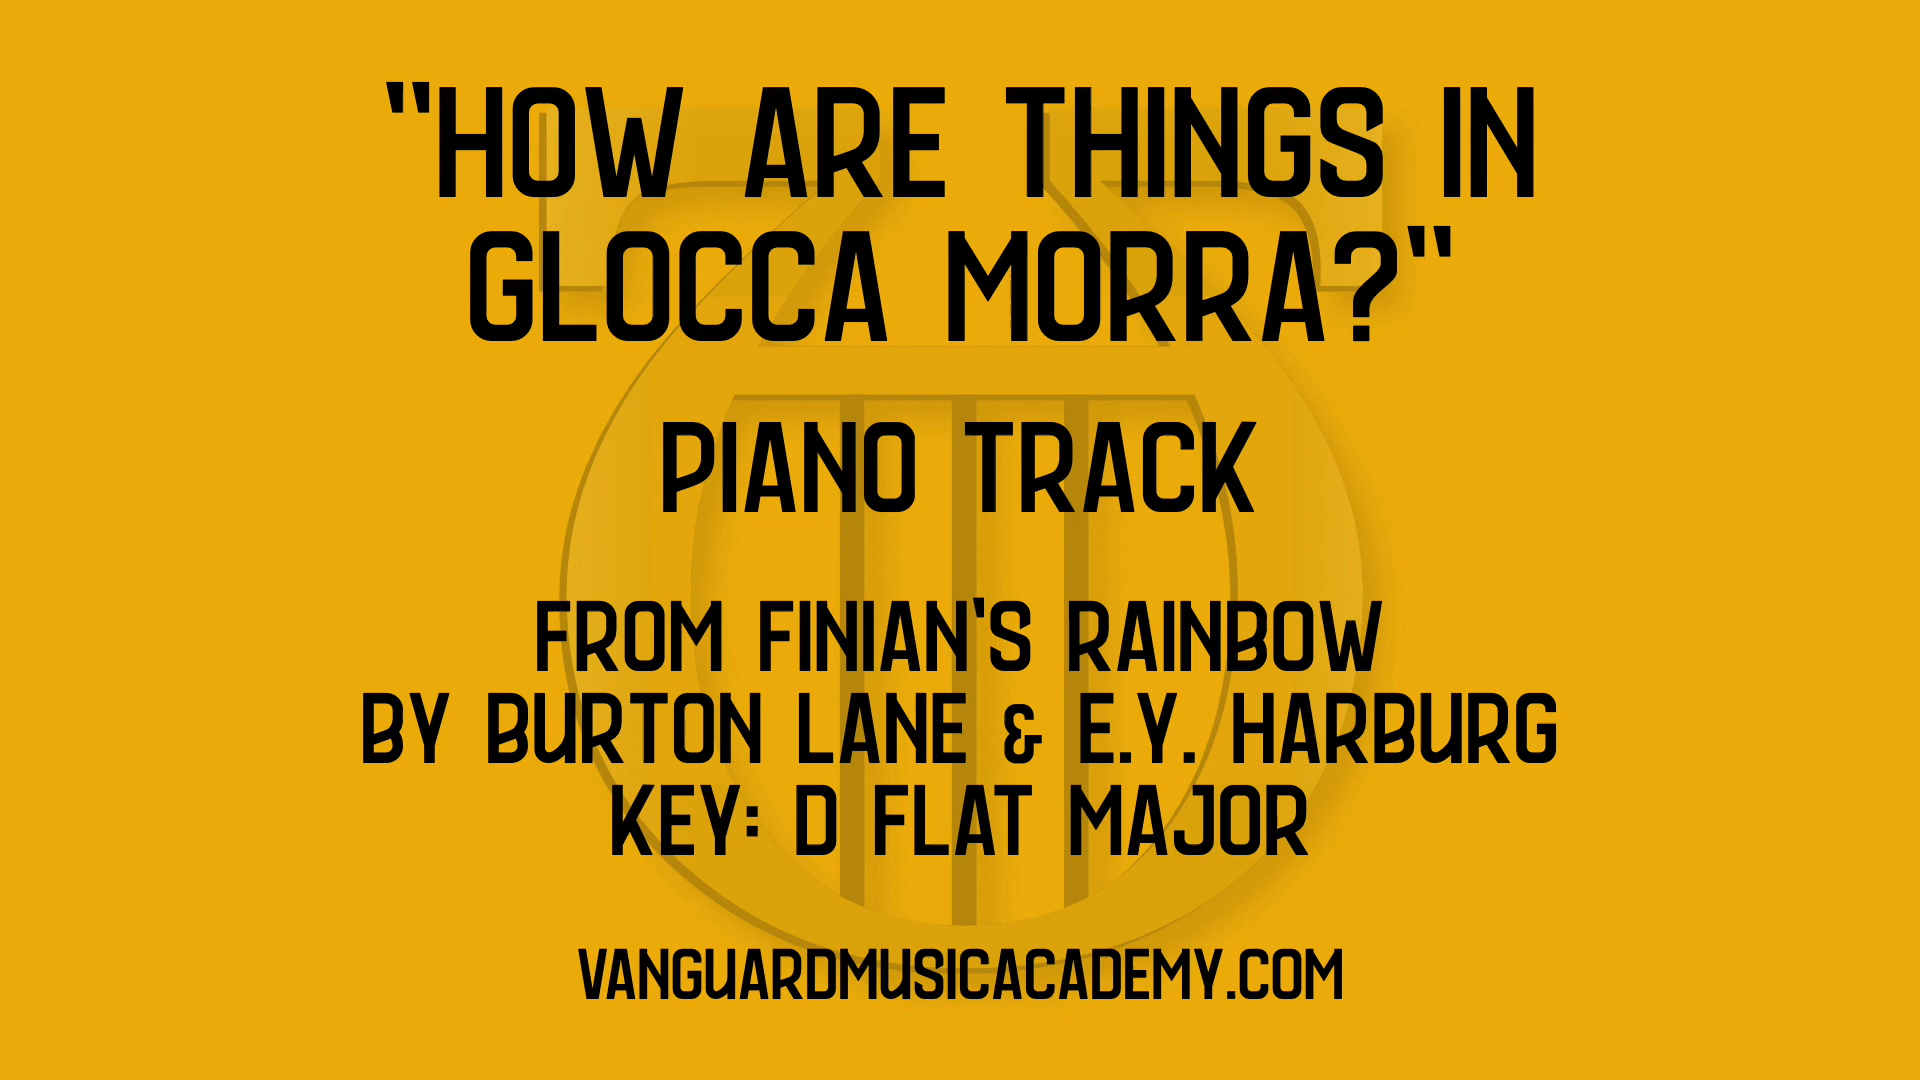 "HOW ARE THINGS IN
GLOCCA MORRA?"
PIANO TRACK
FROM FINIAN'S RAINBOW
BY BURTON LANE & E.Y. HARBURG
KEY: D FLAT MAJOR
VANGUARDMUSICACADEMY.COM